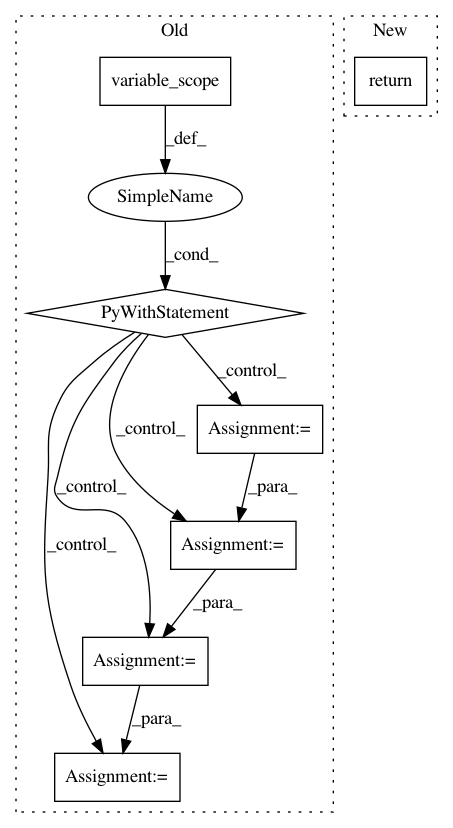 Old
New
variable_scope
return
_def_
SimpleName
_cond_
PyWithStatement
_control_
Assignment:=
_control_
_para_
_control_
_control_
Assignment:=
_para_
Assignment:=
_para_
Assignment:=